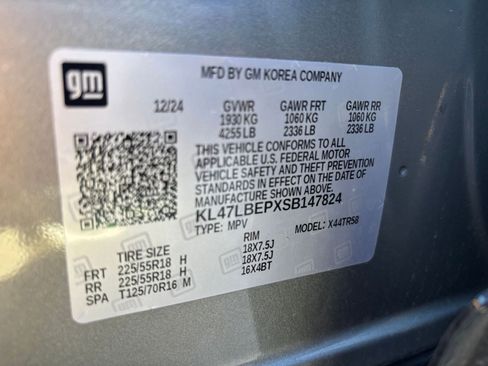 gm
MFD BY GM KOREA COMPANY
12/24 GVWR GAWR FRT GAWR RR
1930 KG 1060 KG 1060 KG
4255 LB 2336 LB 2336 LB
THIS VEHICLE CONFORMS TO ALL
APPLICABLE U.S. FEDERAL MOTOR
VEHICLE SAFETY AND THEFT PREVENTION
STANDARDS IN EFFECT ON THE DATE OF
MANUFACTURE SHOWN ABOVE.
KL47LBEPXSB147824
TYPE: MPV MODEL: X44TR58
TIRE SIZE RIM
FRT 225/55R18 H 18X7.5J
RR 225/55R18 H 18X7.5J
SPA T125/70R16 M 16X4BT